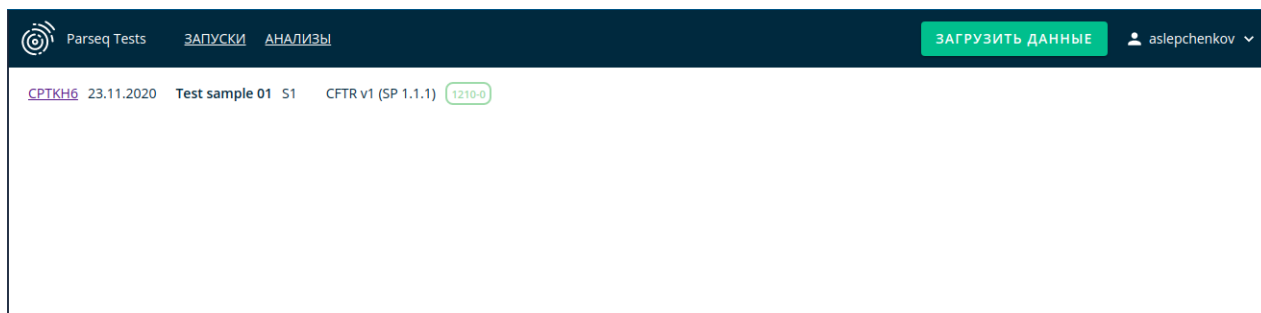 Parseq Tests ЗАПУСКИ АНАЛИЗЫ ЗАГРУЗИТЬ ДАННЫЕ aslepchenkov
CPTKH6 23.11.2020 Test sample 01 S1 CFTR v1 (SP 1.1.1) 1210-0